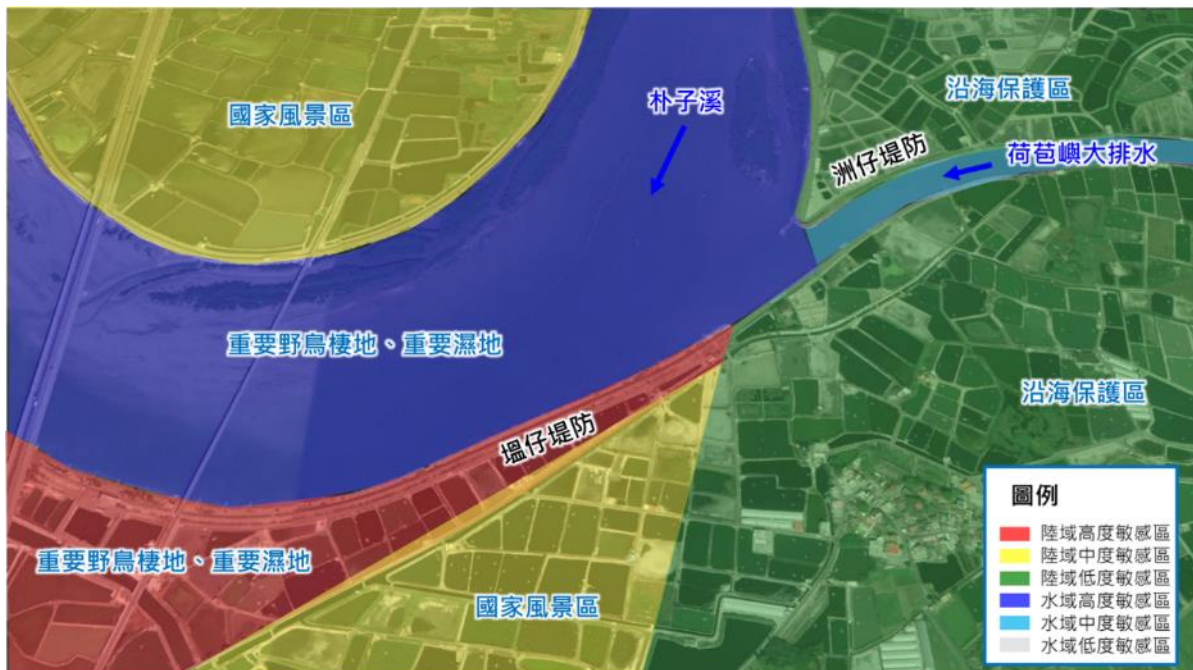 國家風景區
朴子溪
沿海保護區
洲仔堤防
荷苞嶼大排水
重要野鳥棲地、重要濕地
沿海保護區
塭仔堤防
重要野鳥棲地、重要濕地
國家風景區
圖例
陸域高度敏感區
陸域中度敏感區
陸域低度敏感區
水域高度敏感區
水域中度敏感區
水域低度敏感區